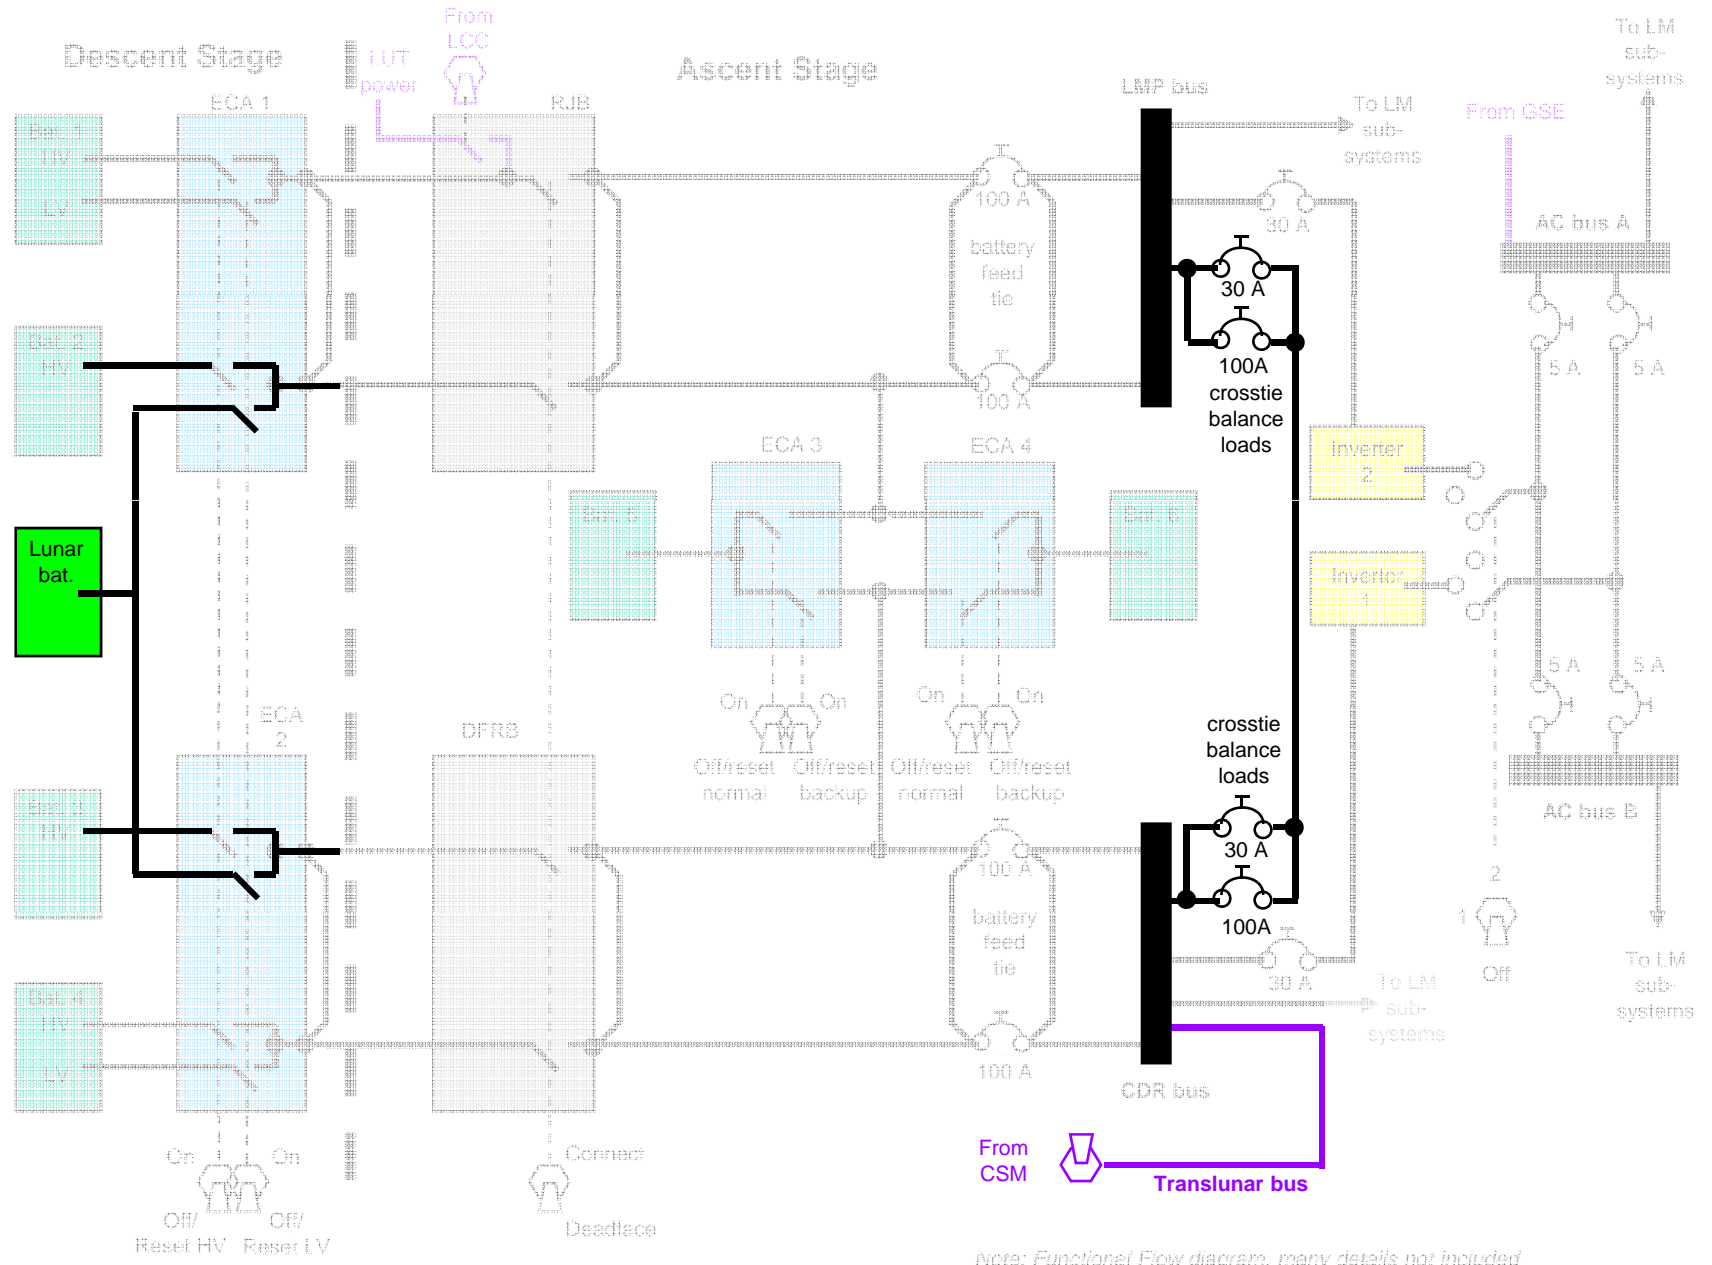 Descent Stage
Ascent Stage
From
LCC
LUT
power
ECA 1
RJB
LMP bus
To LM
sub-
systems
To LM
sub-
systems
From GSE
Bat. 1
HV
LV
100 A
30 A
AC bus A
battery
feed
tie
30 A
100A
crosstie
balance
loads
Bat. 2
HV
100 A
5 A
5 A
ECA 3
ECA 4
Inverter
2
Lunar
bat.
Inverter
1
On
On
On
On
Off/reset
normal
Off/reset
backup
Off/reset
normal
Off/reset
backup
ECA
2
DFRB
crosstie
balance
loads
5 A
5 A
AC bus B
HV
100 A
30 A
100A
battery
feed
tie
2
1
Off
30 A
To LM
sub-
systems
To LM
sub-
systems
Bat. 4
HV
LV
100 A
CDR bus
From
CSM
Translunar bus
On
On
Off/
Reset HV
Off/
Reset LV
Connect
Deadface
Note: Functional Flow diagram, many details not included